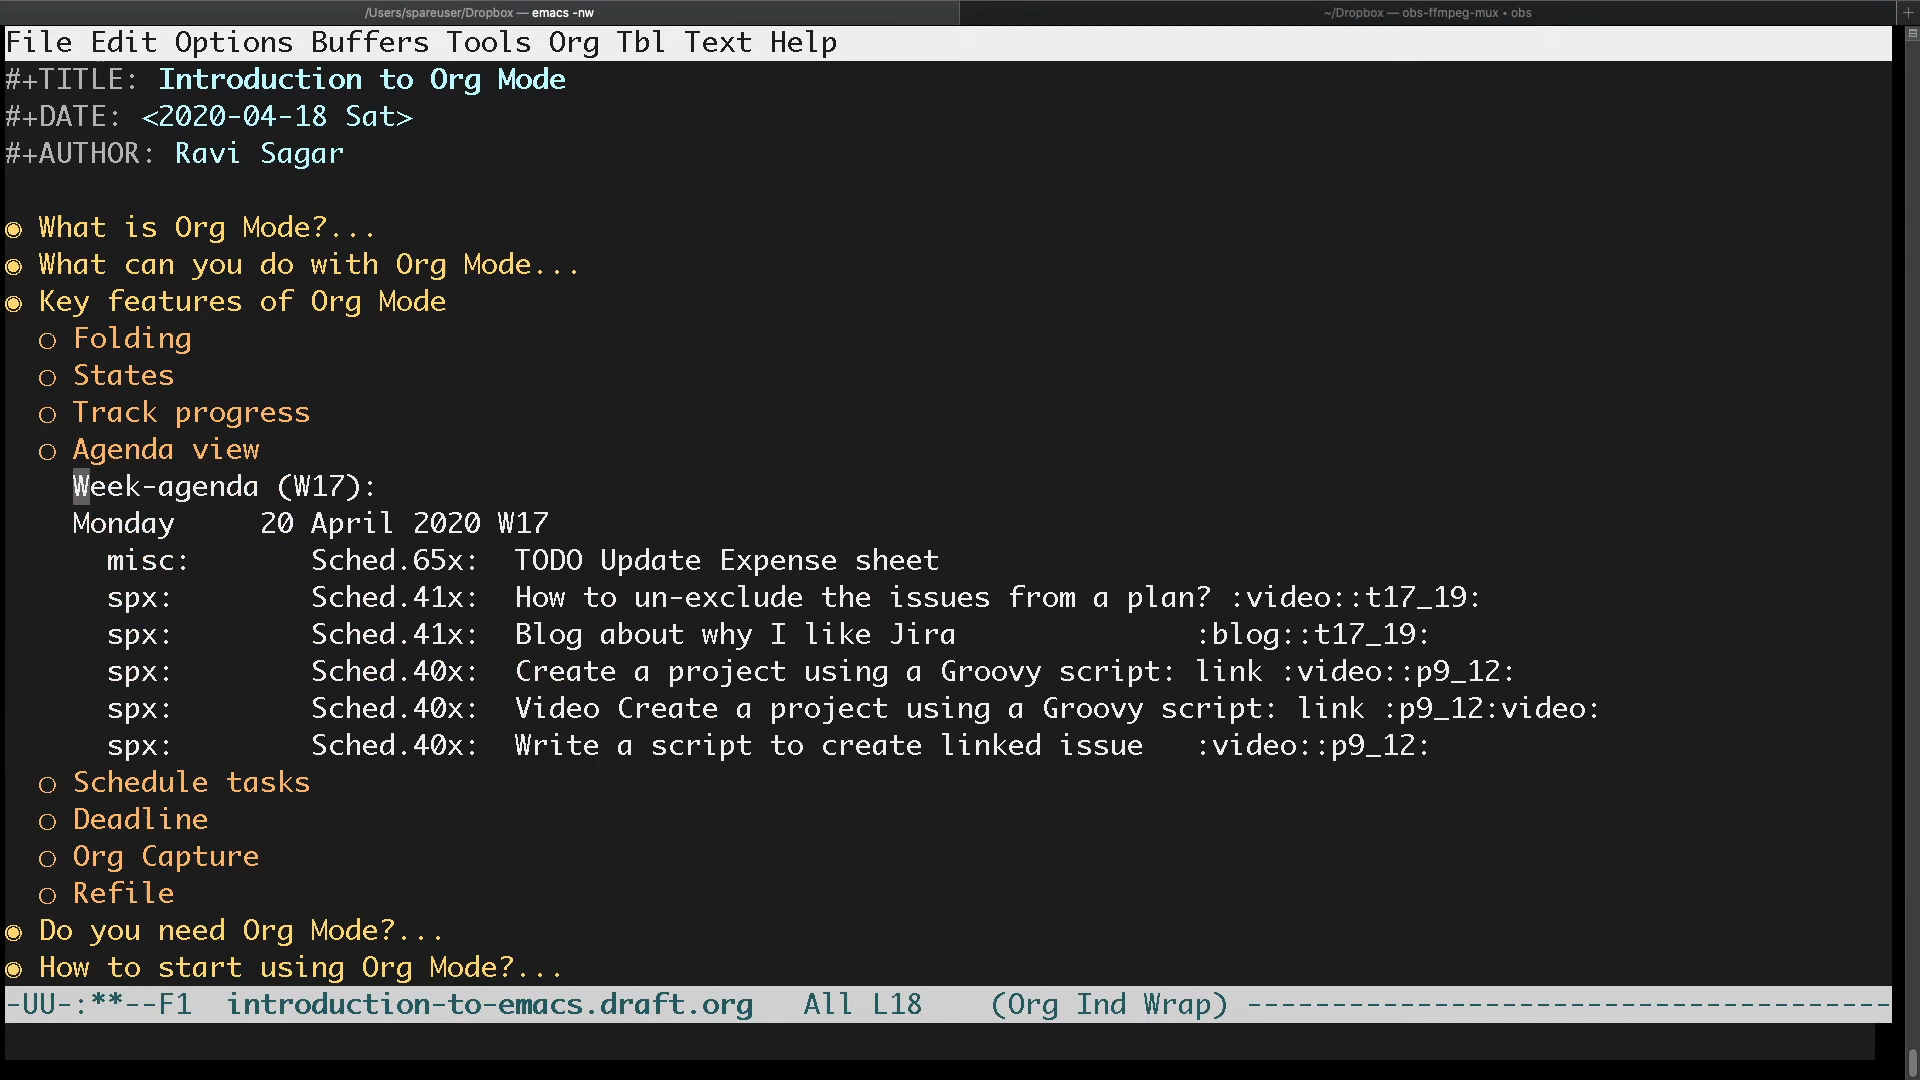 /Users/spareuser/Dropbox — emacs -nw
~/Dropbox — obs-ffmpeg-mux • obs
+
File Edit Options Buffers Tools Org Tbl Text Help
#+TITLE: Introduction to Org Mode
#+DATE: <2020-04-18 Sat>
#+AUTHOR: Ravi Sagar
◉ What is Org Mode?...
◉ What can you do with Org Mode...
◉ Key features of Org Mode
○ Folding
○ States
○ Track progress
○ Agenda view
Week-agenda (W17):
Monday     20 April 2020 W17
misc:       Sched.65x:  TODO Update Expense sheet
spx:        Sched.41x:  How to un-exclude the issues from a plan? :video::t17_19:
spx:        Sched.41x:  Blog about why I like Jira              :blog::t17_19:
spx:        Sched.40x:  Create a project using a Groovy script: link :video::p9_12:
spx:        Sched.40x:  Video Create a project using a Groovy script: link :p9_12:video:
spx:        Sched.40x:  Write a script to create linked issue   :video::p9_12:
○ Schedule tasks
○ Deadline
○ Org Capture
○ Refile
◉ Do you need Org Mode?...
◉ How to start using Org Mode?...
-UU-:**--F1  introduction-to-emacs.draft.org   All L18    (Org Ind Wrap) --------------------------------------